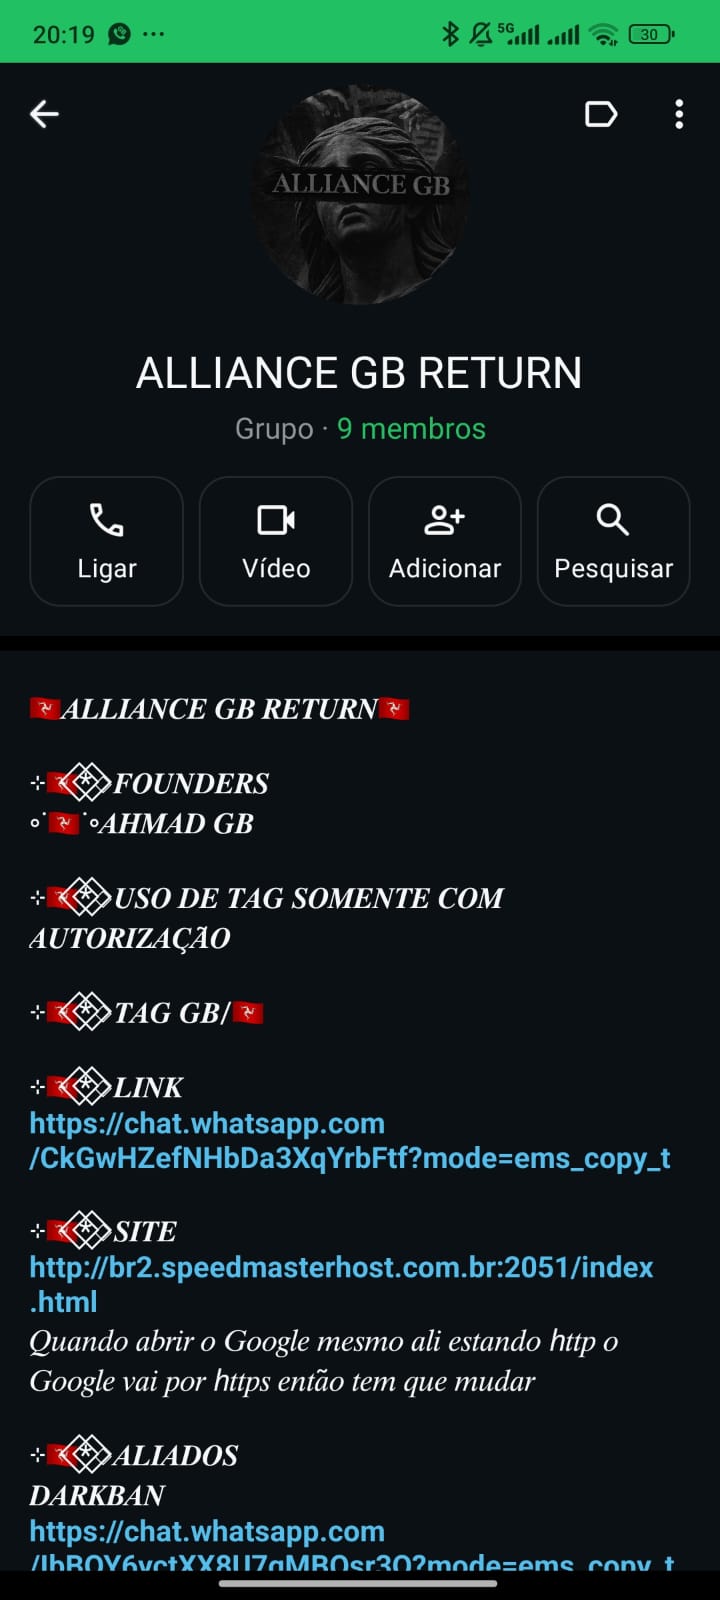 20:19
5G
30
ALLIANCE GB
ALLIANCE GB RETURN
Grupo · 9 membros
Ligar
Vídeo
Adicionar
Pesquisar
🇮🇲ALLIANCE GB RETURN🇮🇲
FOUNDERS
AHMAD GB
USO DE TAG SOMENTE COM
AUTORIZAÇÃO
TAG GB/🇮🇲
LINK
https://chat.whatsapp.com
/CkGwHZefNHbDa3XqYrbFtf?mode=ems_copy_t
SITE
http://br2.speedmasterhost.com.br:2051/index
.html
Quando abrir o Google mesmo ali estando http o
Google vai por https então tem que mudar
ALIADOS
DARKBAN
https://chat.whatsapp.com